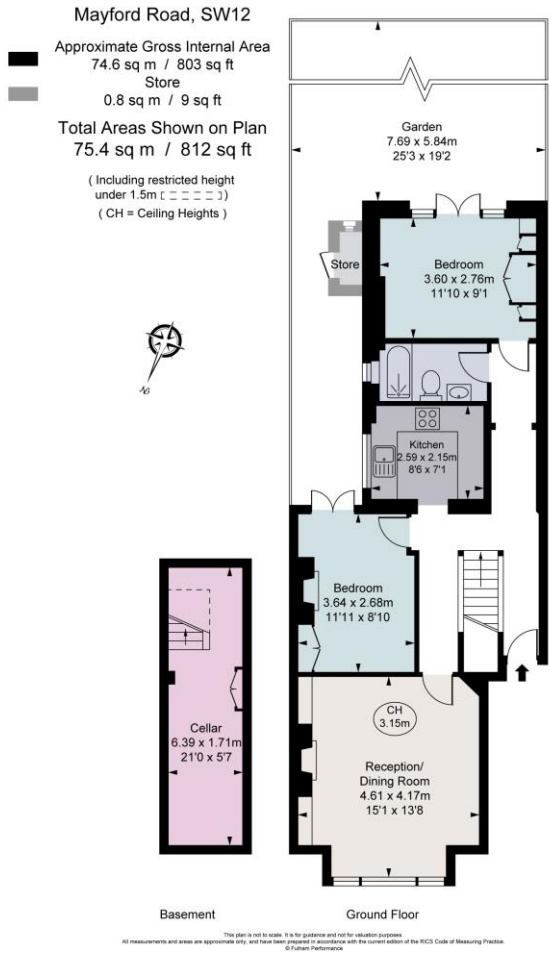 Mayford Road, SW12
Approximate Gross Internal Area
74.6 sq m / 803 sq ft
Store
0.8 sq m / 9 sq ft
Total Areas Shown on Plan
75.4 sq m / 812 sq ft
( Including restricted height
under 1.5m )
( CH = Ceiling Heights )
N
Garden
7.69 x 5.84m
25'3 x 19'2
Store
Bedroom
3.60 x 2.76m
11'10 x 9'1
Kitchen
2.59 x 2.15m
8'6 x 7'1
Bedroom
3.64 x 2.68m
11'11 x 8'10
CH
3.15m
Reception/
Dining Room
4.61 x 4.17m
15'1 x 13'8
Cellar
6.39 x 1.71m
21'0 x 5'7
Basement
Ground Floor
This plan is not to scale. It is for guidance and not for valuation purposes.
All measurements and areas are approximate only, and have been prepared in accordance with the current edition of the RICS Code of Measuring Practice.
© Fulham Performance